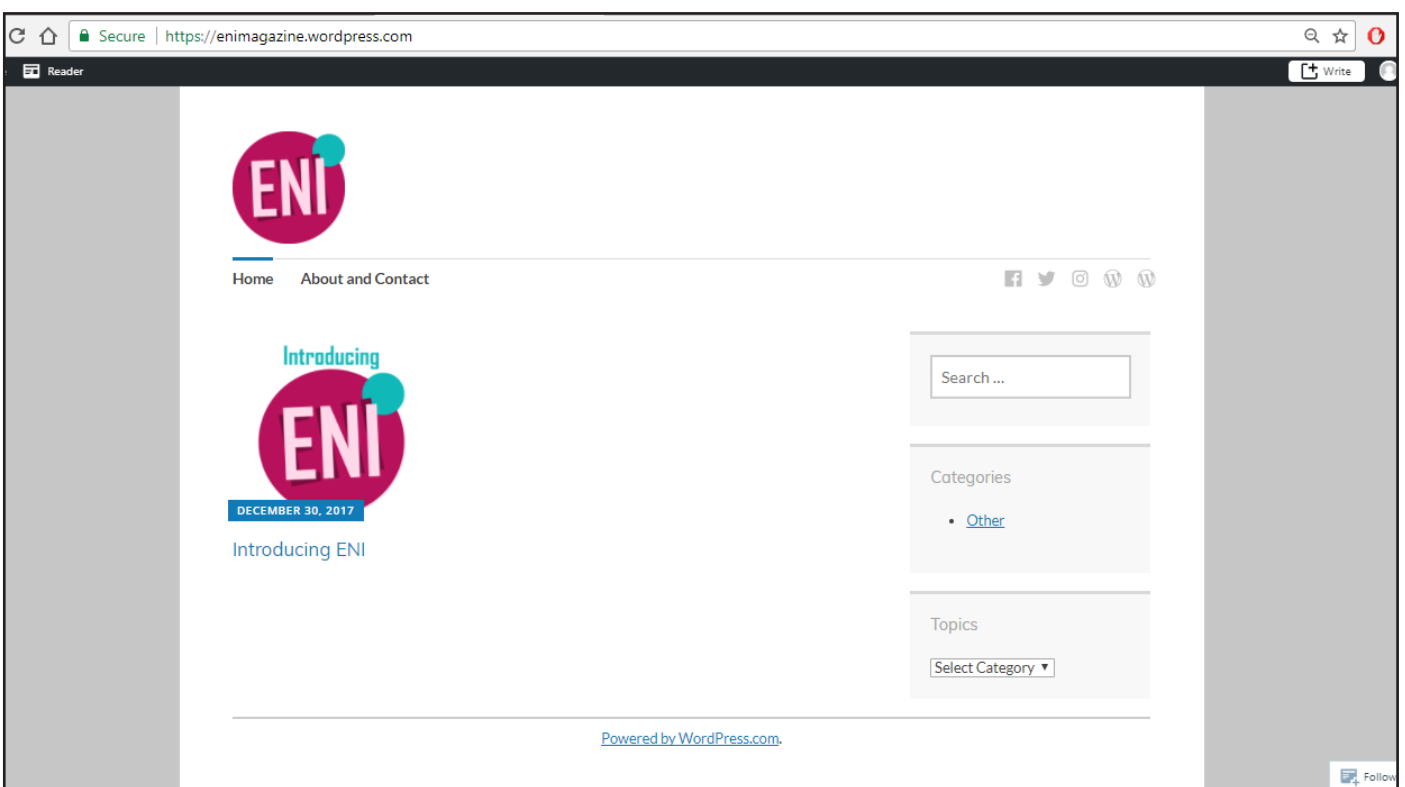 Secure | https://enimagazine.wordpress.com
Reader
Write
ENI
Home About and Contact
Introducing
ENI
DECEMBER 30, 2017
Introducing ENI
Search ...
Categories
Other
Topics
Select Category
Powered by WordPress.com.
Follow